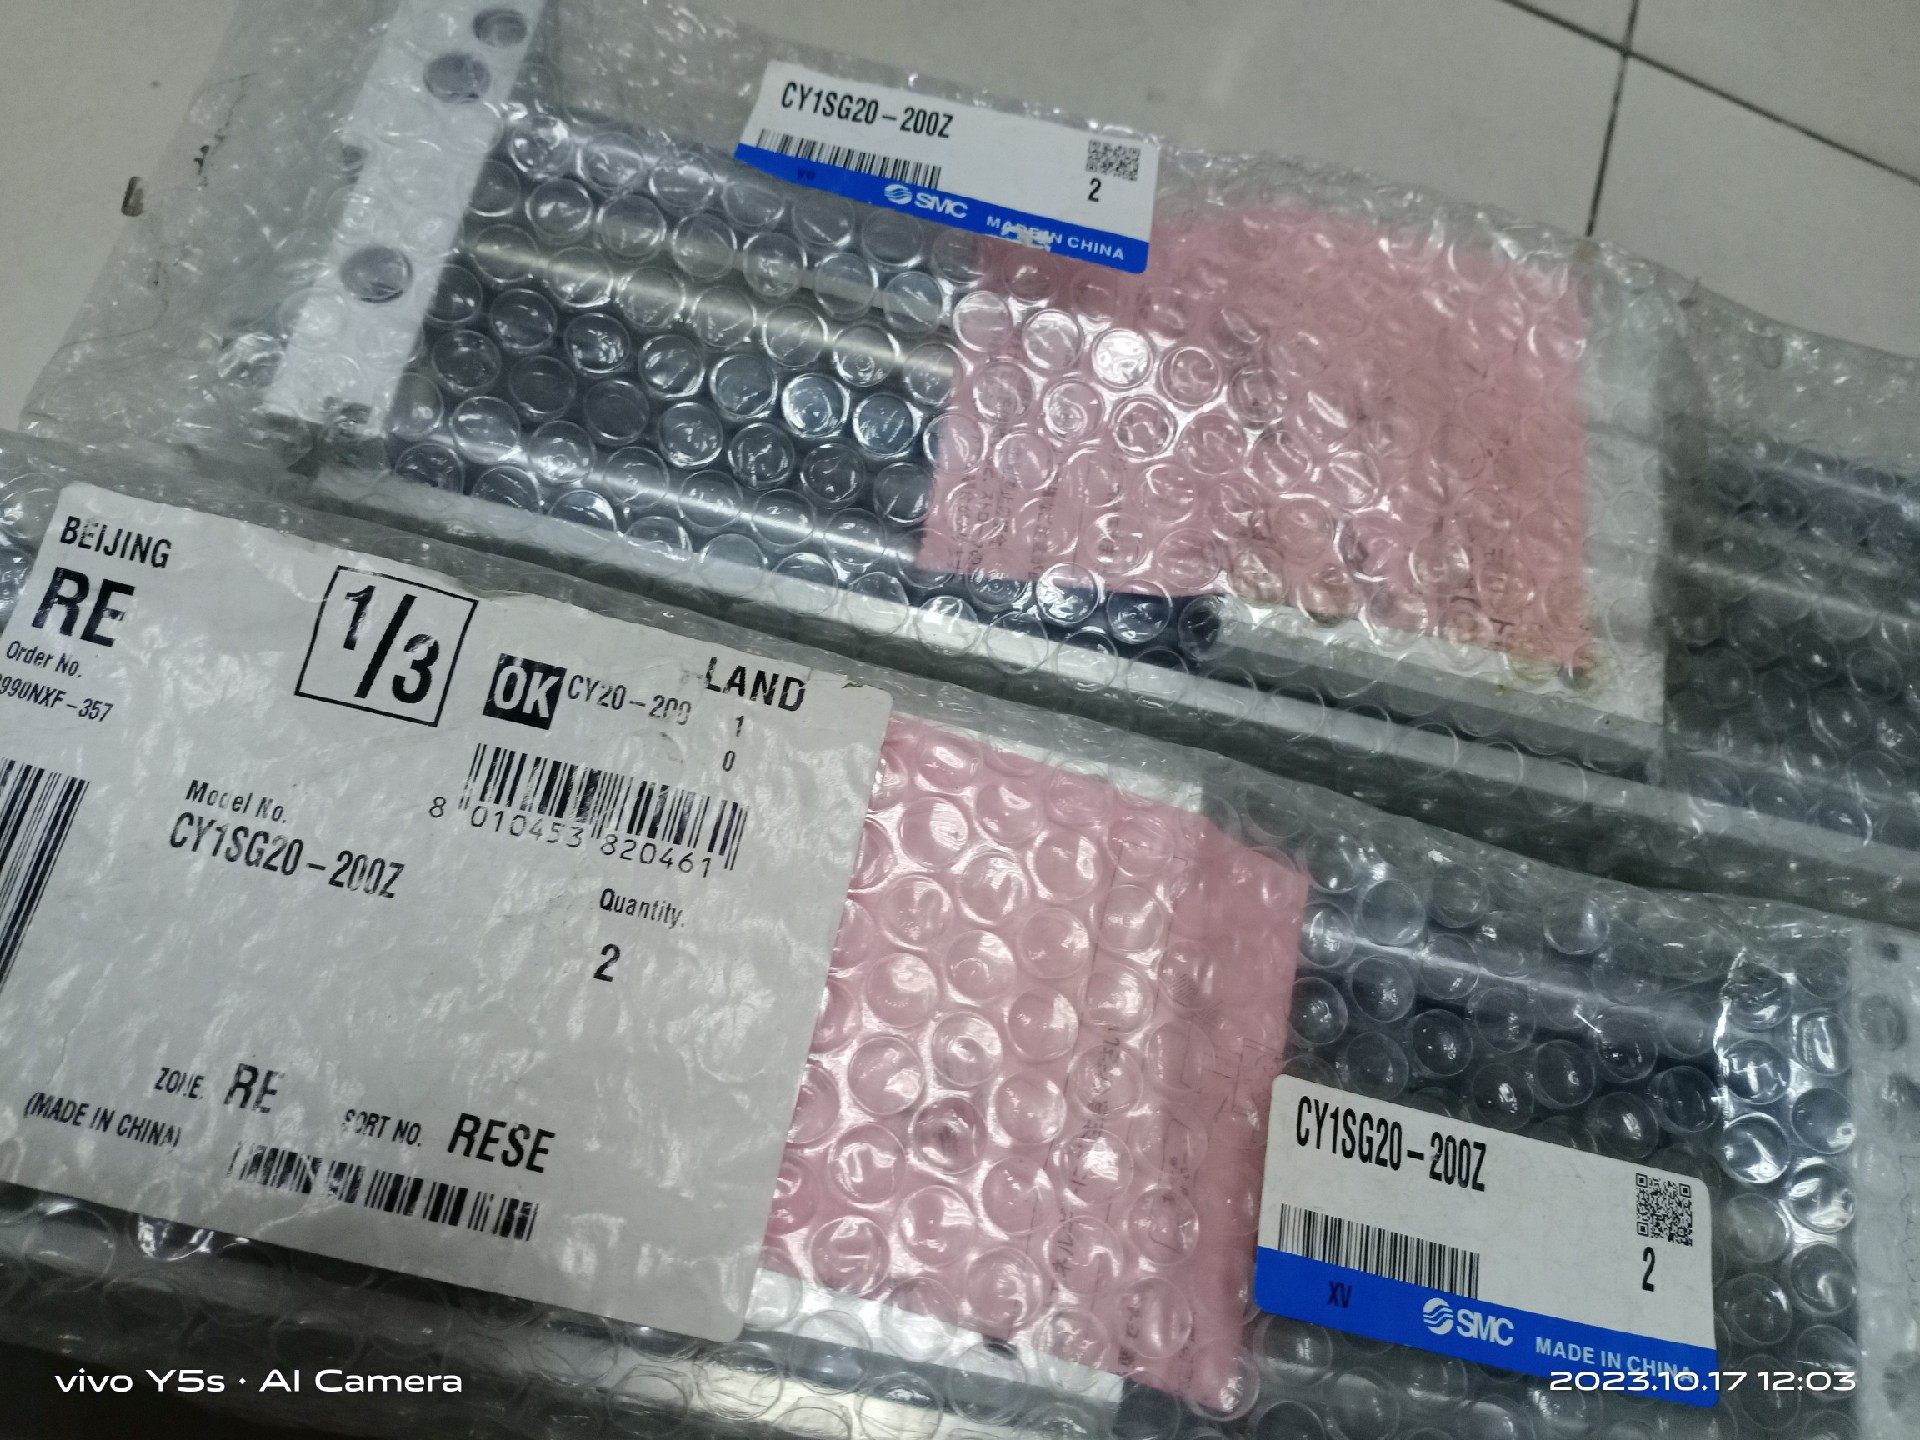 CY1SG20-200Z
2
SMC MADE IN CHINA
BEIJING
RE
1/3
LAND
Order No.
990NXF-357
OK CY20-200 1
0
8 010453 820461
Model No.
CY1SG20-200Z
Quantity.
2
ZONE. RE
SORT NO. RESE
(MADE IN CHINA)
CY1SG20-200Z
2
XV
SMC MADE IN CHINA
vivo Y5s · AI Camera
2023.10.17 12:03